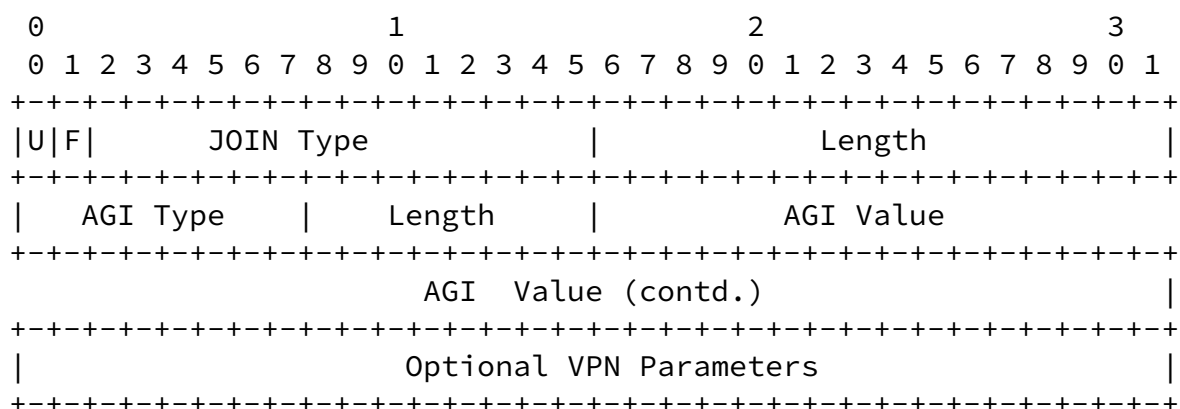 0                   1                   2                   3
 0 1 2 3 4 5 6 7 8 9 0 1 2 3 4 5 6 7 8 9 0 1 2 3 4 5 6 7 8 9 0 1
+-+-+-+-+-+-+-+-+-+-+-+-+-+-+-+-+-+-+-+-+-+-+-+-+-+-+-+-+-+-+-+-+
|U|F|      JOIN Type            |            Length             |
+-+-+-+-+-+-+-+-+-+-+-+-+-+-+-+-+-+-+-+-+-+-+-+-+-+-+-+-+-+-+-+-+
|   AGI Type    |    Length     |          AGI Value
+-+-+-+-+-+-+-+-+-+-+-+-+-+-+-+-+-+-+-+-+-+-+-+-+-+-+-+-+-+-+-+-+
                       AGI  Value (contd.)                      |
+-+-+-+-+-+-+-+-+-+-+-+-+-+-+-+-+-+-+-+-+-+-+-+-+-+-+-+-+-+-+-+-+
|                     Optional VPN Parameters                   |
+-+-+-+-+-+-+-+-+-+-+-+-+-+-+-+-+-+-+-+-+-+-+-+-+-+-+-+-+-+-+-+-+